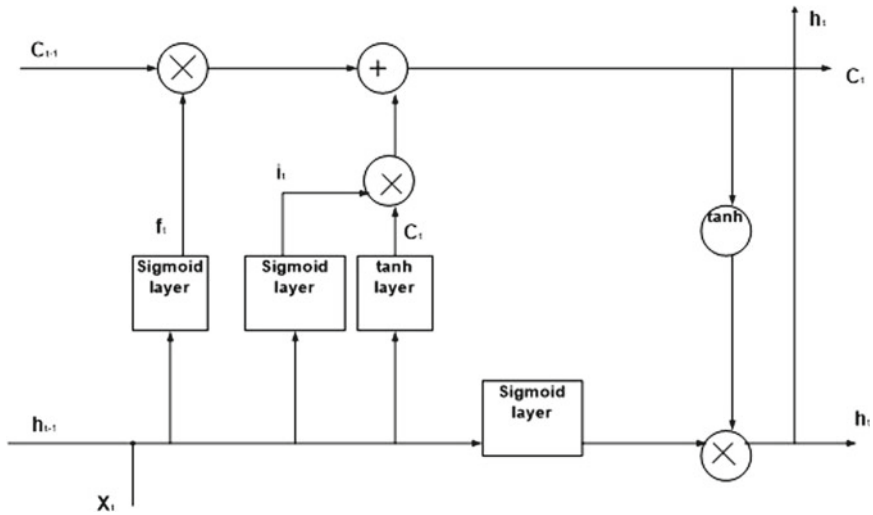 hₜ
Cₜ₋₁
+
Cₜ
iₜ
tanh
fₜ
Cₜ
Sigmoid
layer
Sigmoid
layer
tanh
layer
Sigmoid
layer
hₜ₋₁
hₜ
Xₜ